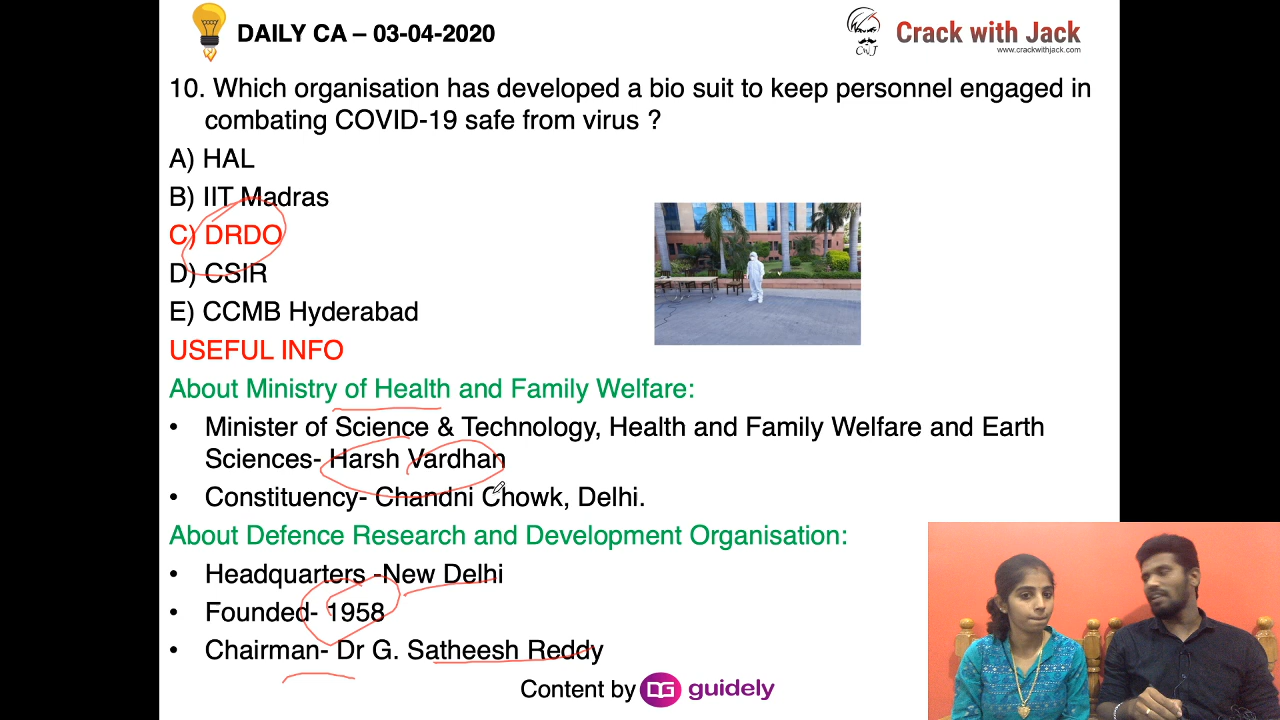 DAILY CA – 03-04-2020
CwJ
Crack with Jack
www.crackwithjack.com
10. Which organisation has developed a bio suit to keep personnel engaged in
combating COVID-19 safe from virus ?
A) HAL
B) IIT Madras
C) DRDO
D) CSIR
E) CCMB Hyderabad
USEFUL INFO
About Ministry of Health and Family Welfare:
• Minister of Science & Technology, Health and Family Welfare and Earth
Sciences- Harsh Vardhan
• Constituency- Chandni Chowk, Delhi.
About Defence Research and Development Organisation:
• Headquarters -New Delhi
• Founded- 1958
• Chairman- Dr G. Satheesh Reddy
Content by guidely